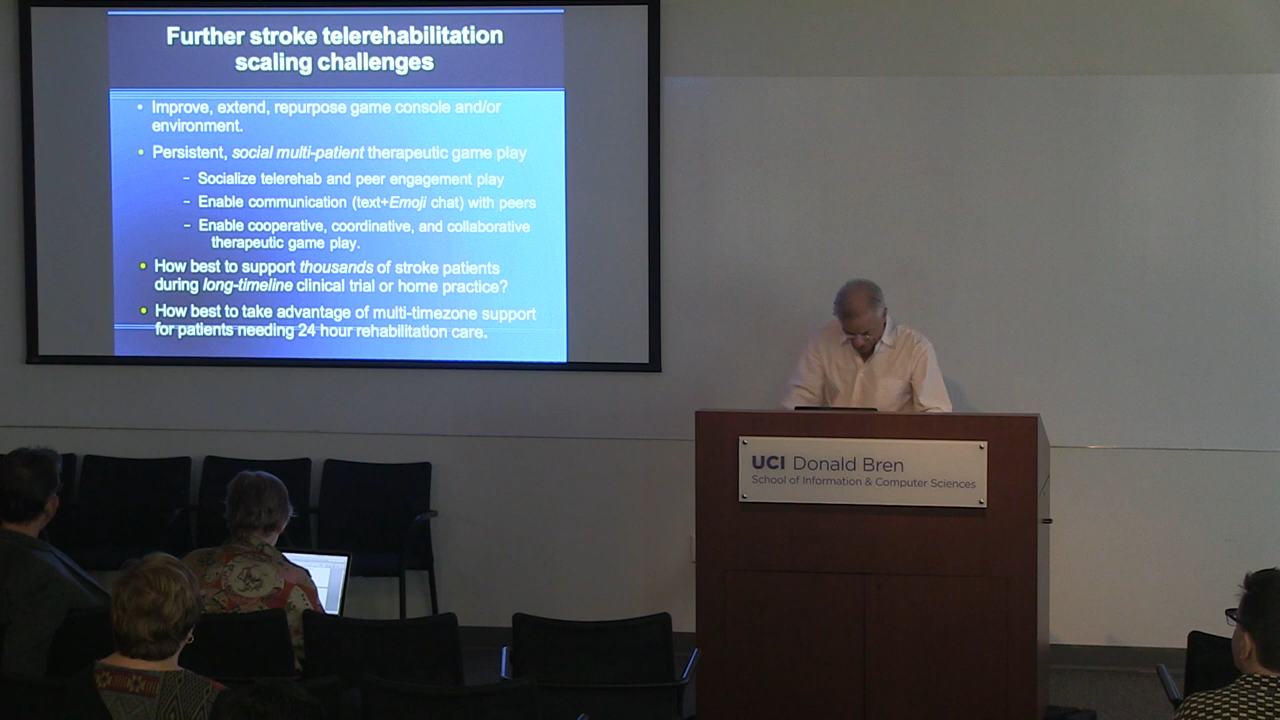 Further stroke telerehabilitation
scaling challenges
• Improve, extend, repurpose game console and/or
environment.
• Persistent, social multi-patient therapeutic game play
– Socialize telerehab and peer engagement play
– Enable communication (text+Emoji chat) with peers
– Enable cooperative, coordinative, and collaborative
therapeutic game play.
• How best to support thousands of stroke patients
during long-timeline clinical trial or home practice?
• How best to take advantage of multi-timezone support
for patients needing 24 hour rehabilitation care.
UCI Donald Bren
School of Information & Computer Sciences